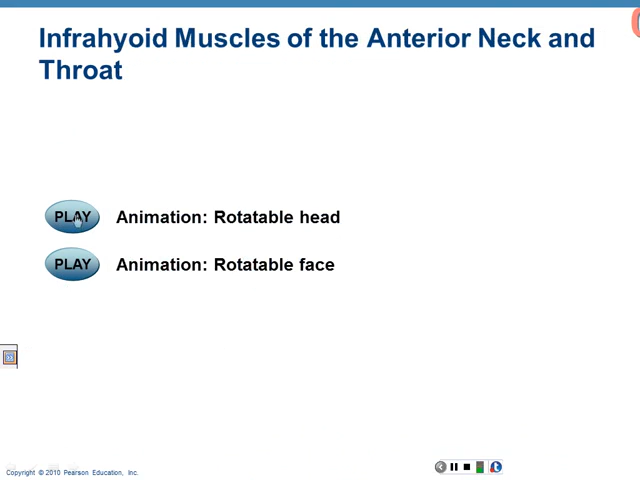 Infrahyoid Muscles of the Anterior Neck and
Throat
PLAY Animation: Rotatable head
PLAY Animation: Rotatable face
Copyright © 2010 Pearson Education, Inc.